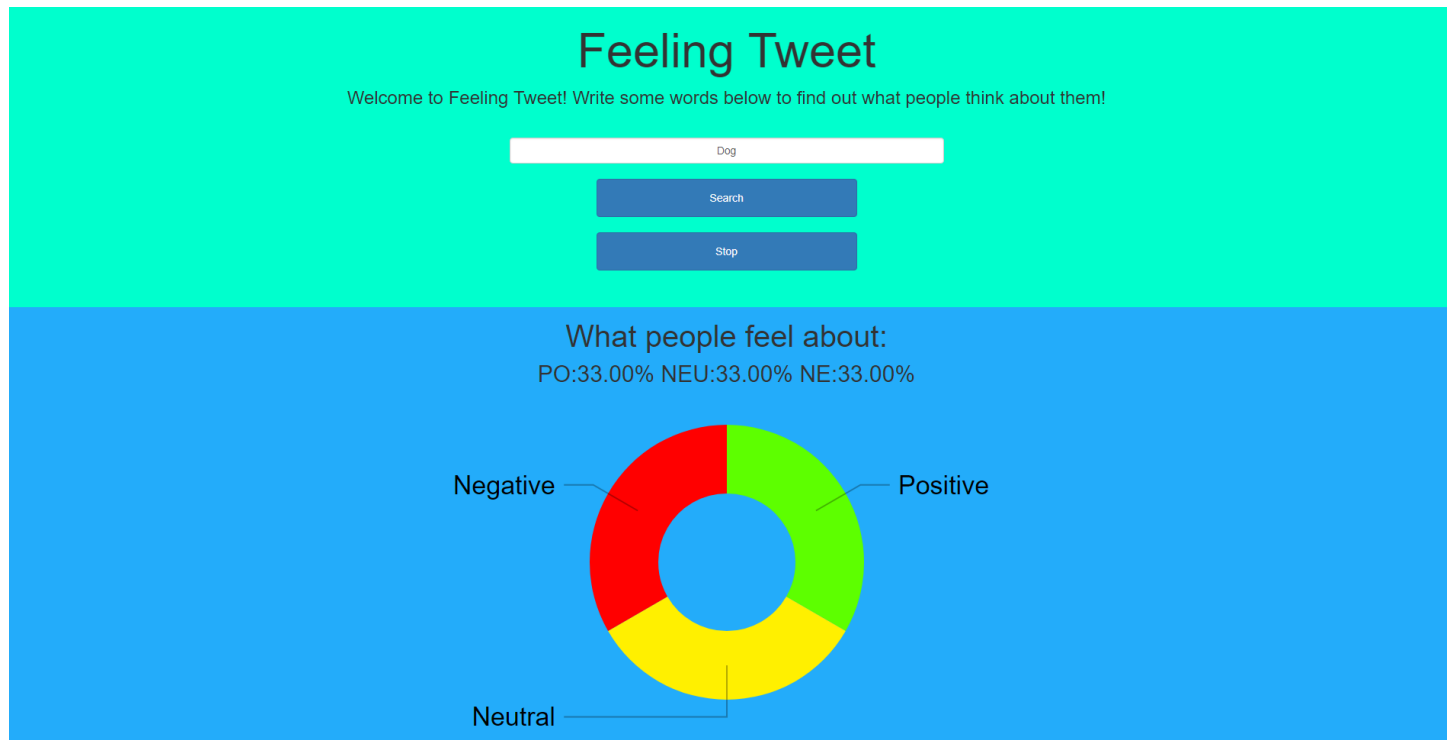 Feeling Tweet
Welcome to Feeling Tweet! Write some words below to find out what people think about them!
Dog
Search
Stop
What people feel about:
PO:33.00% NEU:33.00% NE:33.00%
Negative
Positive
Neutral